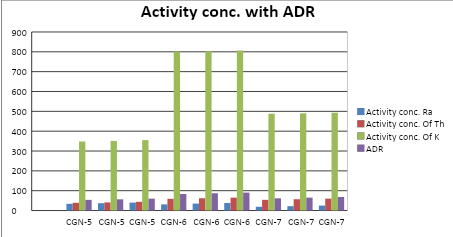 Activity conc. with ADR
900
800
700
600
500
400
300
200
100
0
CGN-5 CGN-5 CGN-5 CGN-6 CGN-6 CGN-6 CGN-7 CGN-7 CGN-7
Activity conc. Ra
Activity conc. Of Th
Activity conc. Of K
ADR